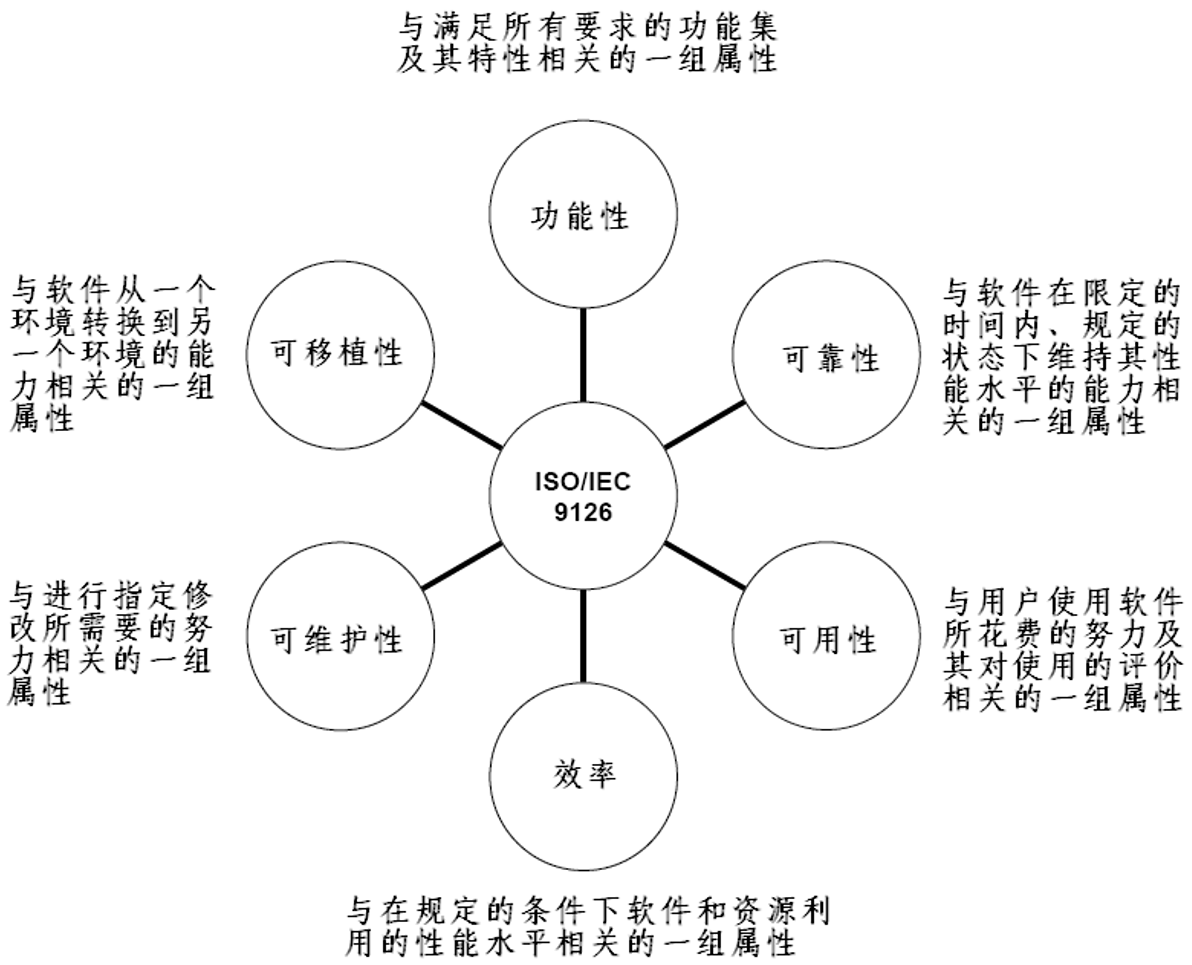 与满足所有要求的功能集
及其特性相关的一组属性
功能性
与软件从一个
环境转换到另
一个环境的能
力相关的一组
属性
可移植性
可靠性
与软件在限定的
时间内、规定的
状态下维持其性
能水平的能力相
关的一组属性
ISO/IEC
9126
与进行指定修
改所需要的努
力相关的一组
属性
可维护性
可用性
与用户使用软件
所花费的努力及
其对使用的评价
相关的一组属性
效率
与在规定的条件下软件和资源利
用的性能水平相关的一组属性